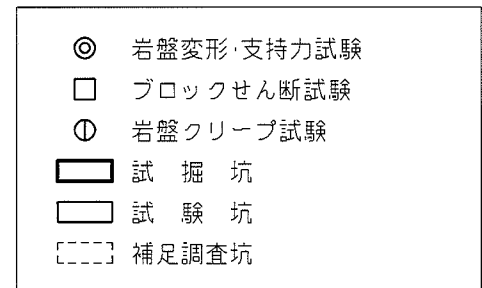 岩盤変形・支持力試験
ブロックせん断試験
岩盤クリープ試験
試掘坑
試験坑
補足調査坑